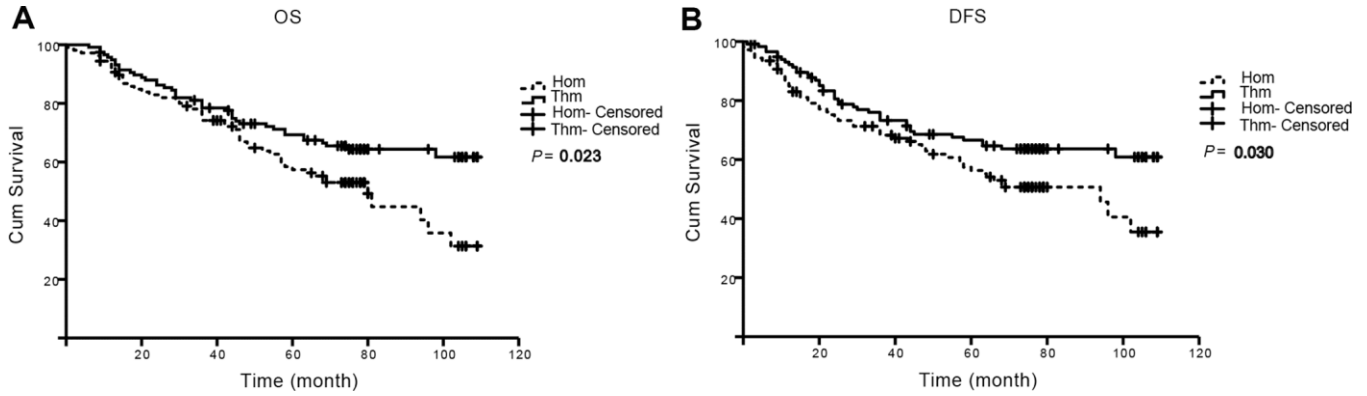 A
OS
100
80
60
40
20
20
40
60
80
100
120
Cum Survival
Time (month)
Hom
Thm
Hom- Censored
Thm- Censored
P = 0.023
B
DFS
100
80
60
40
20
20
40
60
80
100
120
Cum Survival
Time (month)
Hom
Thm
Hom- Censored
Thm- Censored
P = 0.030